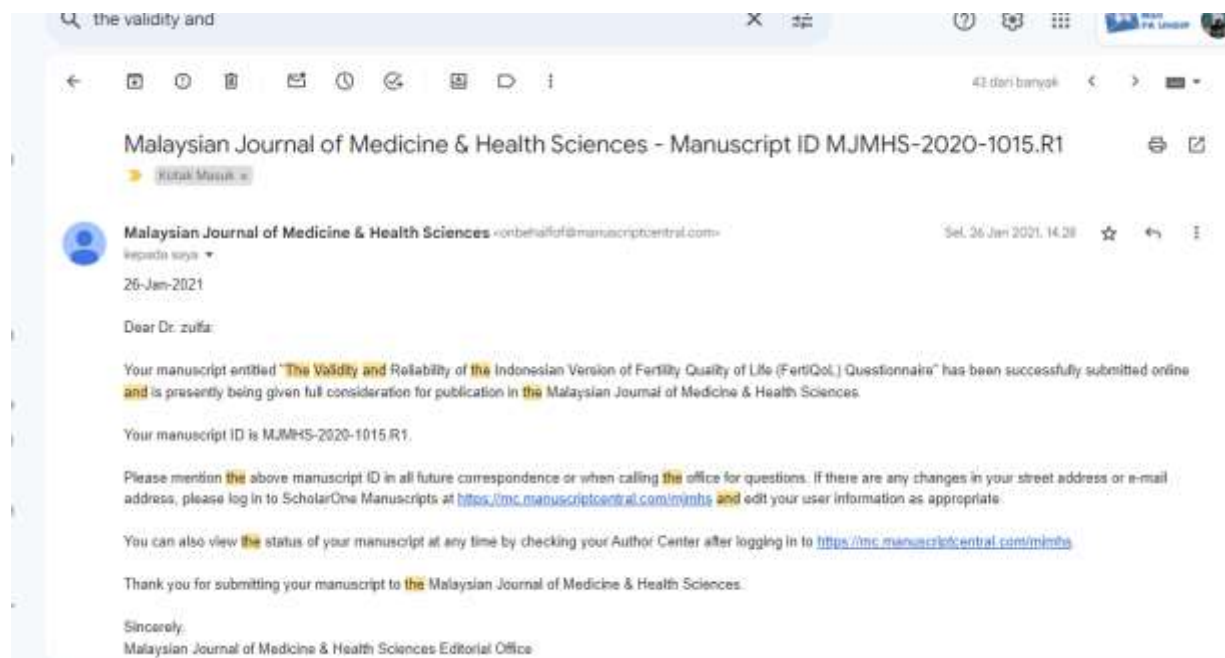 the validity and
43 dari banyak
Malaysian Journal of Medicine & Health Sciences - Manuscript ID MJMHS-2020-1015.R1
Kotak Masuk x
Malaysian Journal of Medicine & Health Sciences <onbehalfof@manuscriptcentral.com>
Sel, 26 Jan 2021, 14.28
kepada saya
26-Jan-2021
Dear Dr. zulfa:
Your manuscript entitled "The Validity and Reliability of the Indonesian Version of Fertility Quality of Life (FertiQoL) Questionnaire" has been successfully submitted online
and is presently being given full consideration for publication in the Malaysian Journal of Medicine & Health Sciences.
Your manuscript ID is MJMHS-2020-1015.R1.
Please mention the above manuscript ID in all future correspondence or when calling the office for questions. If there are any changes in your street address or e-mail
address, please log in to ScholarOne Manuscripts at https://mc.manuscriptcentral.com/mjmhs and edit your user information as appropriate.
You can also view the status of your manuscript at any time by checking your Author Center after logging in to https://mc.manuscriptcentral.com/mjmhs.
Thank you for submitting your manuscript to the Malaysian Journal of Medicine & Health Sciences.
Sincerely,
Malaysian Journal of Medicine & Health Sciences Editorial Office